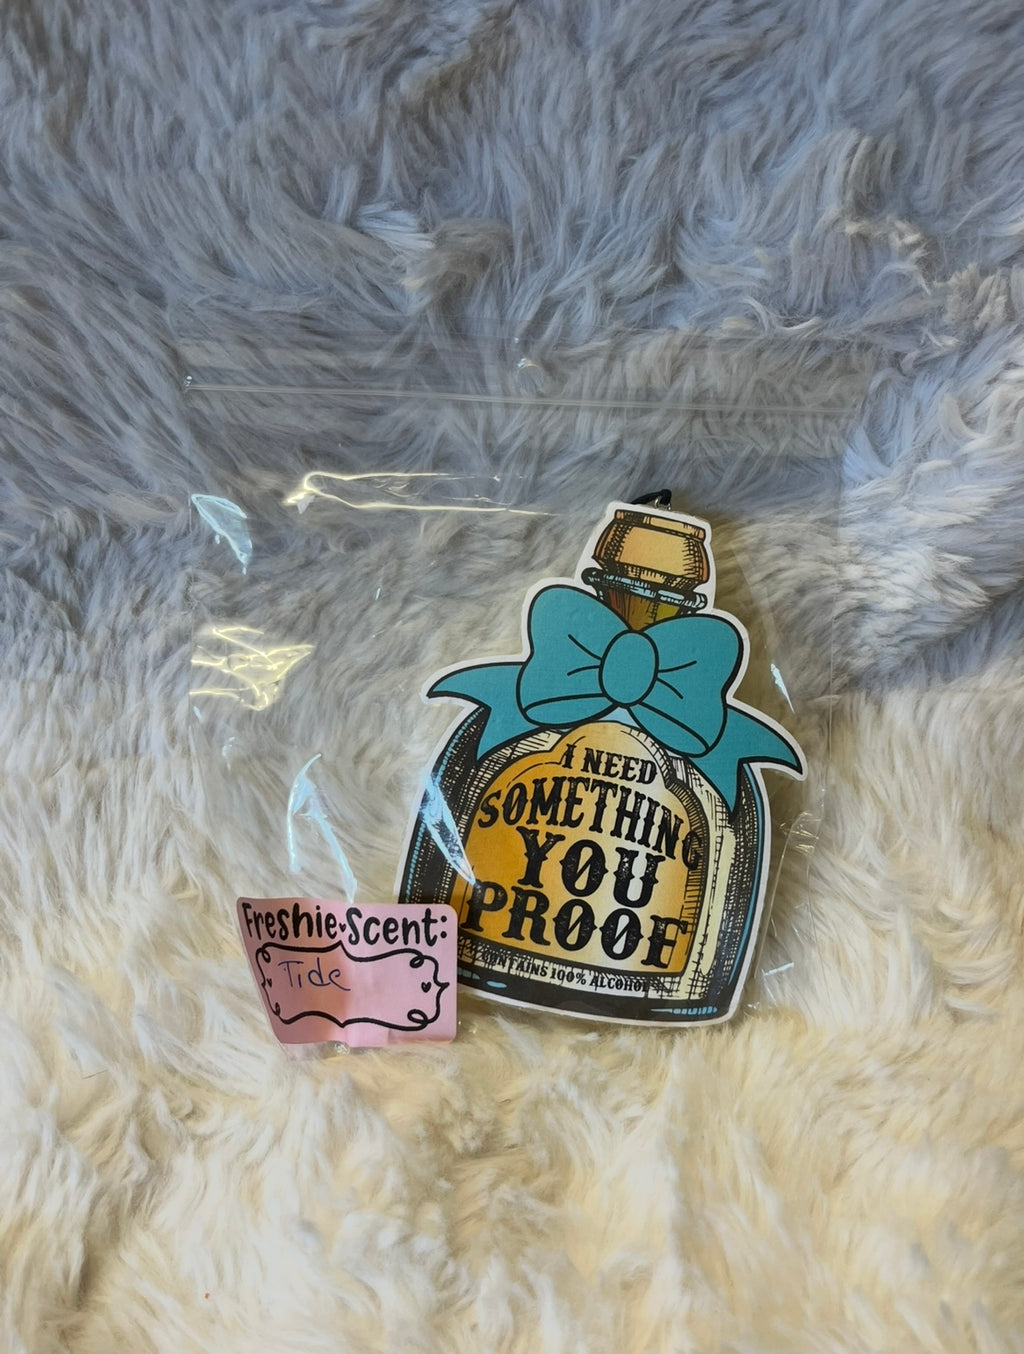 I NEED
SOMETHING
YOU
PROOF
CONTAINS 100% ALCOHOL
Freshie Scent:
Tide